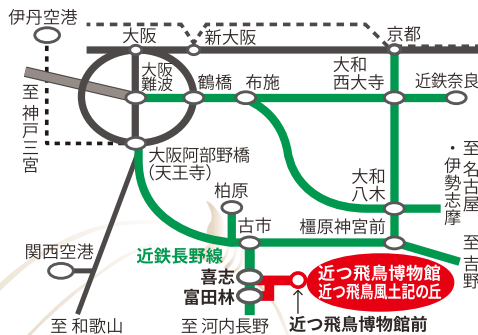 伊丹空港
大阪
新大阪
京都
大阪
難波
鶴橋
布施
大和
西大寺
近鉄奈良
至神戸三宮
大阪阿部野橋
（天王寺）
大和
八木
至名古屋
・伊勢志摩
柏原
古市
橿原神宮前
至吉野
関西空港
近鉄長野線
喜志
富田林
近つ飛鳥博物館
近つ飛鳥風土記の丘
近つ飛鳥博物館前
至 和歌山
至 河内長野